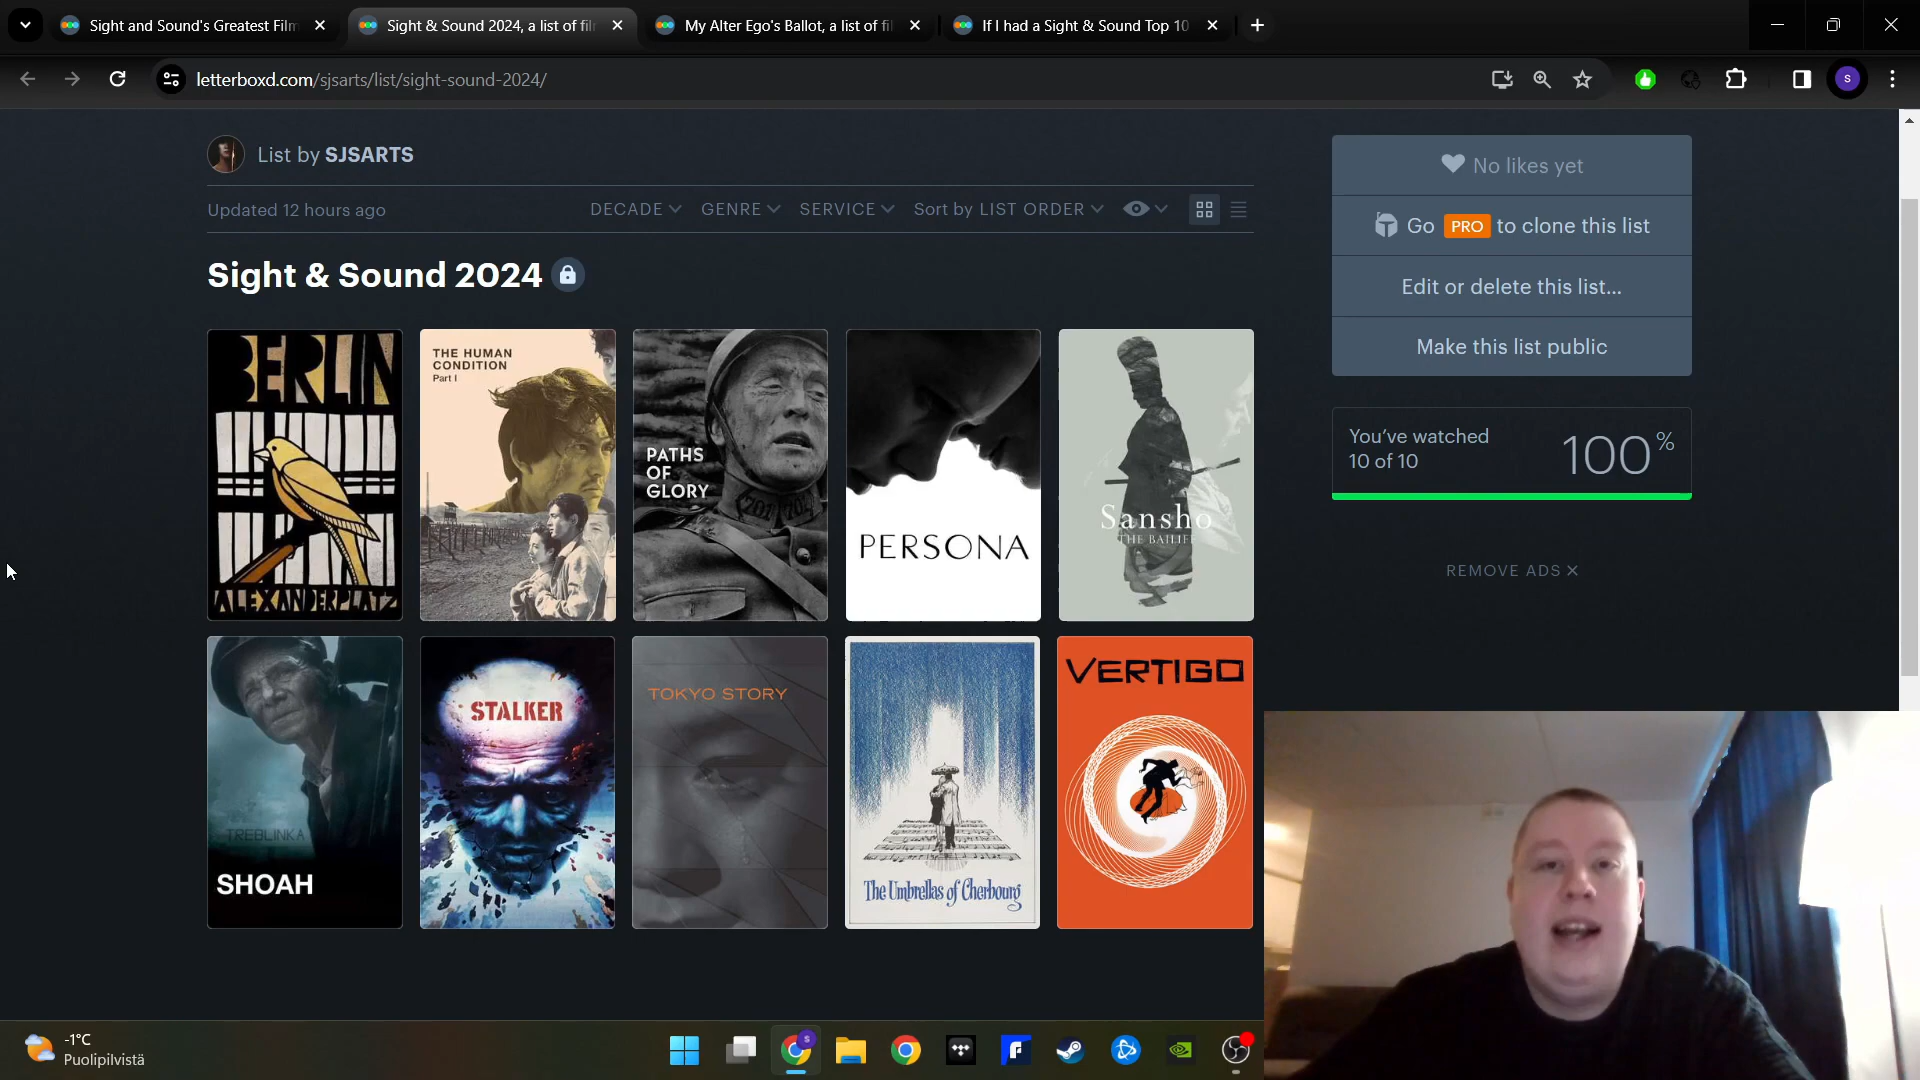 Sight and Sound's Greatest Film
Sight & Sound 2024, a list of fil
My Alter Ego's Ballot, a list of fi
If I had a Sight & Sound Top 10
letterboxd.com/sjsarts/list/sight-sound-2024/
S
List by SJSARTS
Updated 12 hours ago
DECADE
GENRE
SERVICE
Sort by LIST ORDER
Sight & Sound 2024
No likes yet
Go PRO to clone this list
Edit or delete this list...
Make this list public
You've watched
10 of 10
100%
REMOVE ADS
BERLIN
ALEXANDERPLATZ
THE HUMAN
CONDITION
Part I
PATHS
OF
GLORY
PERSONA
Sansho
THE BAILIFF
TREBLINKA
SHOAH
STALKER
TOKYO STORY
The Umbrellas of Cherbourg
VERTIGO
-1°C
Puolipilvistä